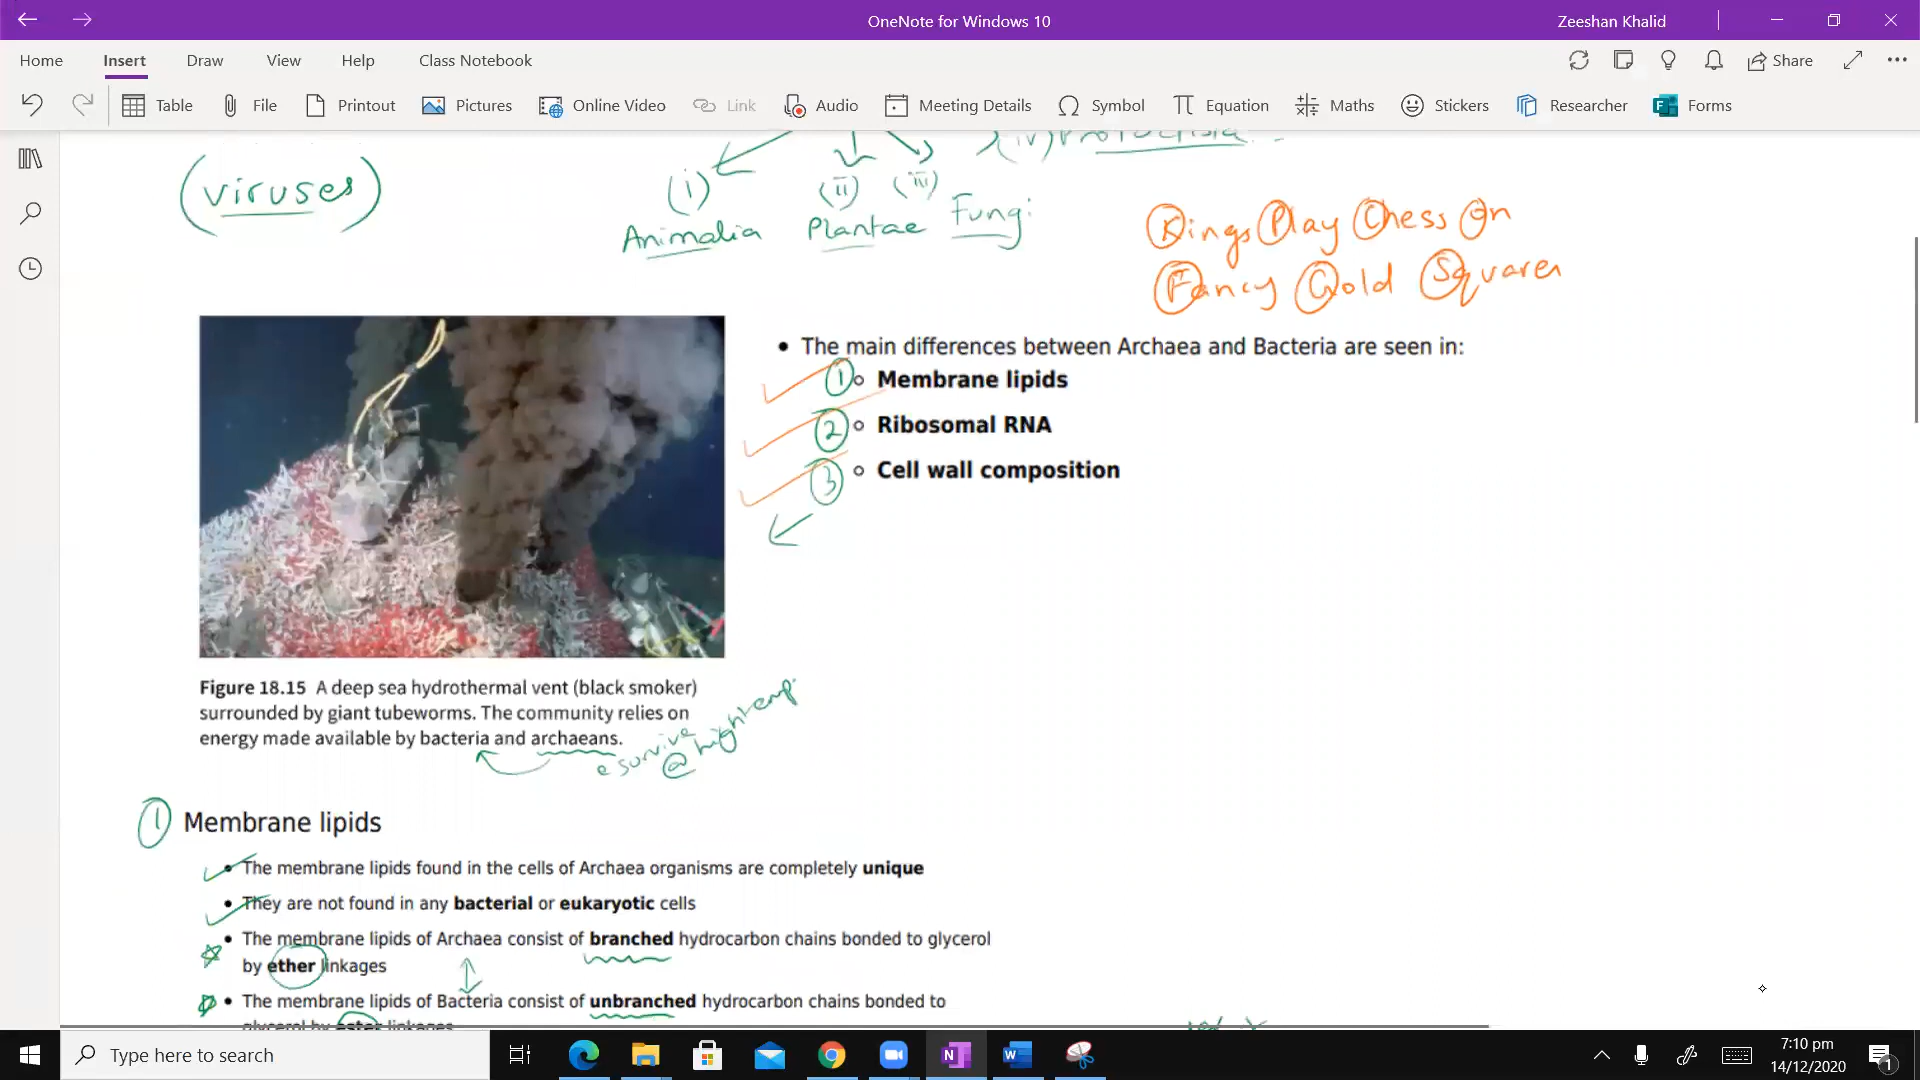 OneNote for Windows 10
Zeeshan Khalid
Home Insert Draw View Help Class Notebook
Share
Table File Printout Pictures Online Video Link Audio Meeting Details Symbol Equation Maths Stickers Researcher Forms
(iv) Protoctista
(viruses)
(i) (ii) (iii)
Animalia Plantae Fungi
Kings Play Chess On
Fancy Gold Squares
• The main differences between Archaea and Bacteria are seen in:
① ○ Membrane lipids
② ○ Ribosomal RNA
③ ○ Cell wall composition
Figure 18.15 A deep sea hydrothermal vent (black smoker)
surrounded by giant tubeworms. The community relies on
energy made available by bacteria and archaeans.
survive
@ high temp.
① Membrane lipids
• The membrane lipids found in the cells of Archaea organisms are completely unique
• They are not found in any bacterial or eukaryotic cells
• The membrane lipids of Archaea consist of branched hydrocarbon chains bonded to glycerol
by ether linkages
• The membrane lipids of Bacteria consist of unbranched hydrocarbon chains bonded to
glycerol by ester linkages
Type here to search
7:10 pm
14/12/2020
1